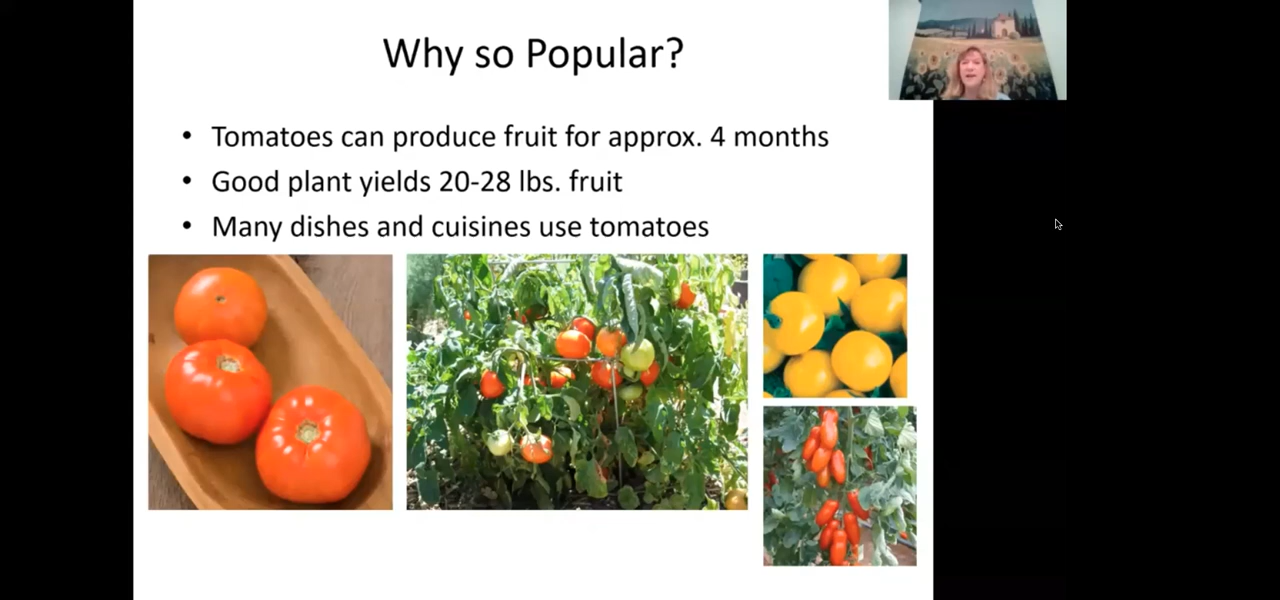 Why so Popular?
• Tomatoes can produce fruit for approx. 4 months
• Good plant yields 20-28 lbs. fruit
• Many dishes and cuisines use tomatoes